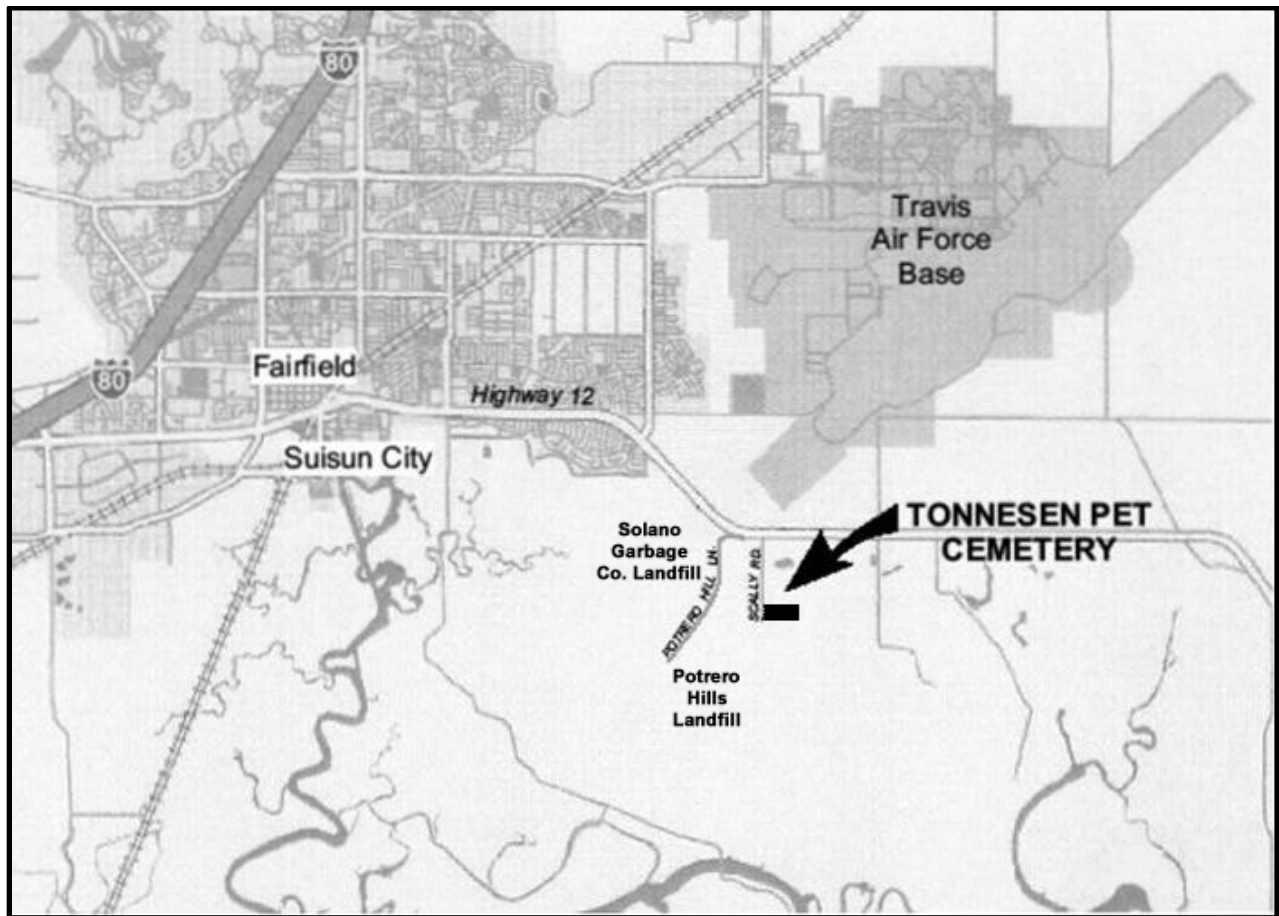 80
Travis
Air Force
Base
Fairfield
80
Highway 12
Suisun City
TONNESEN PET
CEMETERY
Solano
Garbage
Co. Landfill
POTRERO HILL LN.
SCALLY RD.
Potrero
Hills
Landfill